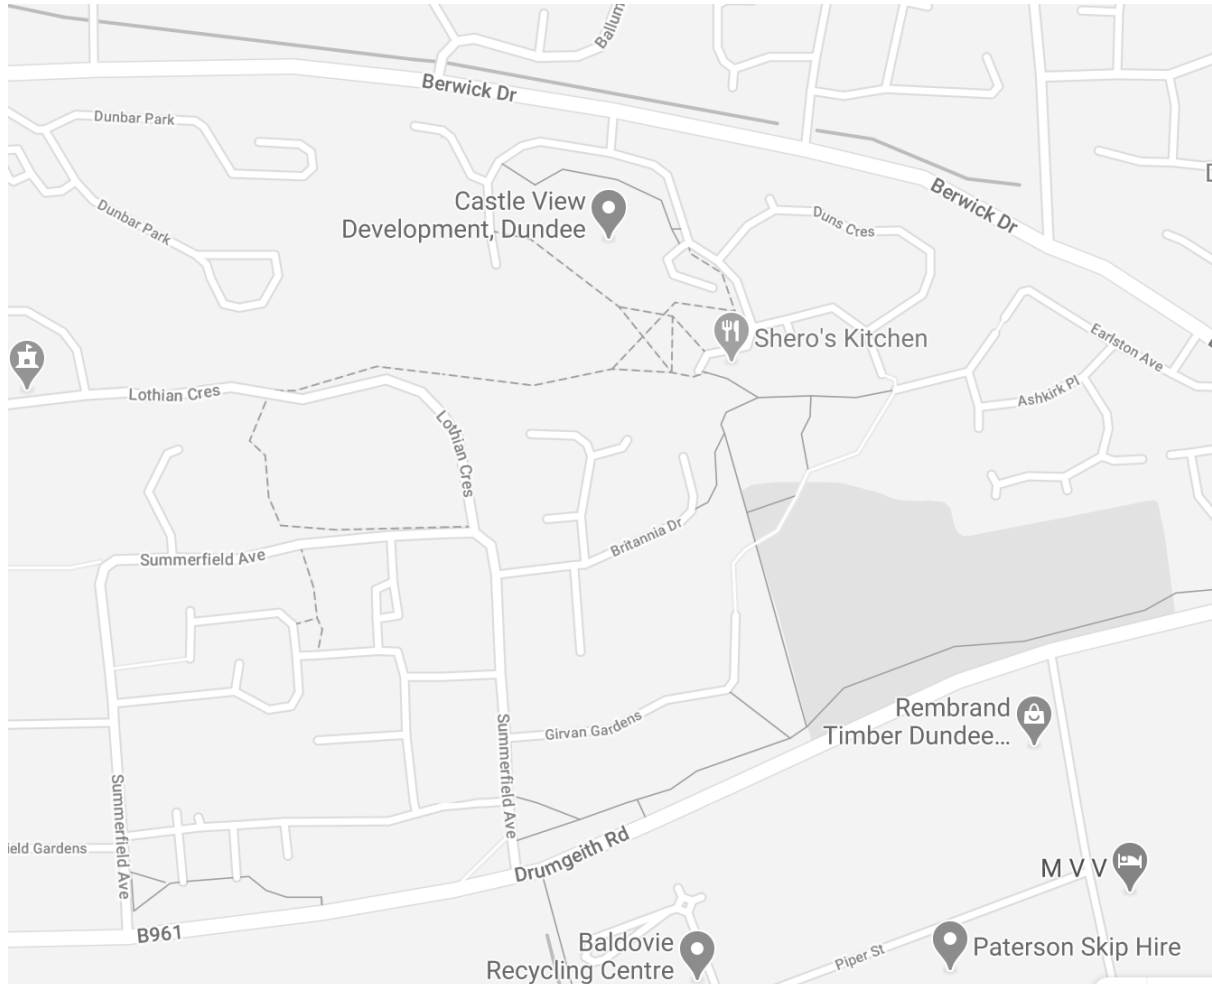 Ballum
Berwick Dr
Dunbar Park
Berwick Dr
Castle View
Development, Dundee
Dunbar Park
Duns Cres
Shero's Kitchen
Earlston Ave
Lothian Cres
Ashkirk Pl
Lothian Cres
Britannia Dr
Summerfield Ave
Rembrand
Timber Dundee...
Girvan Gardens
Summerfield Ave
Summerfield Ave
Drumgeith Rd
ield Gardens
M V V
B961
Baldovie
Recycling Centre
Piper St
Paterson Skip Hire